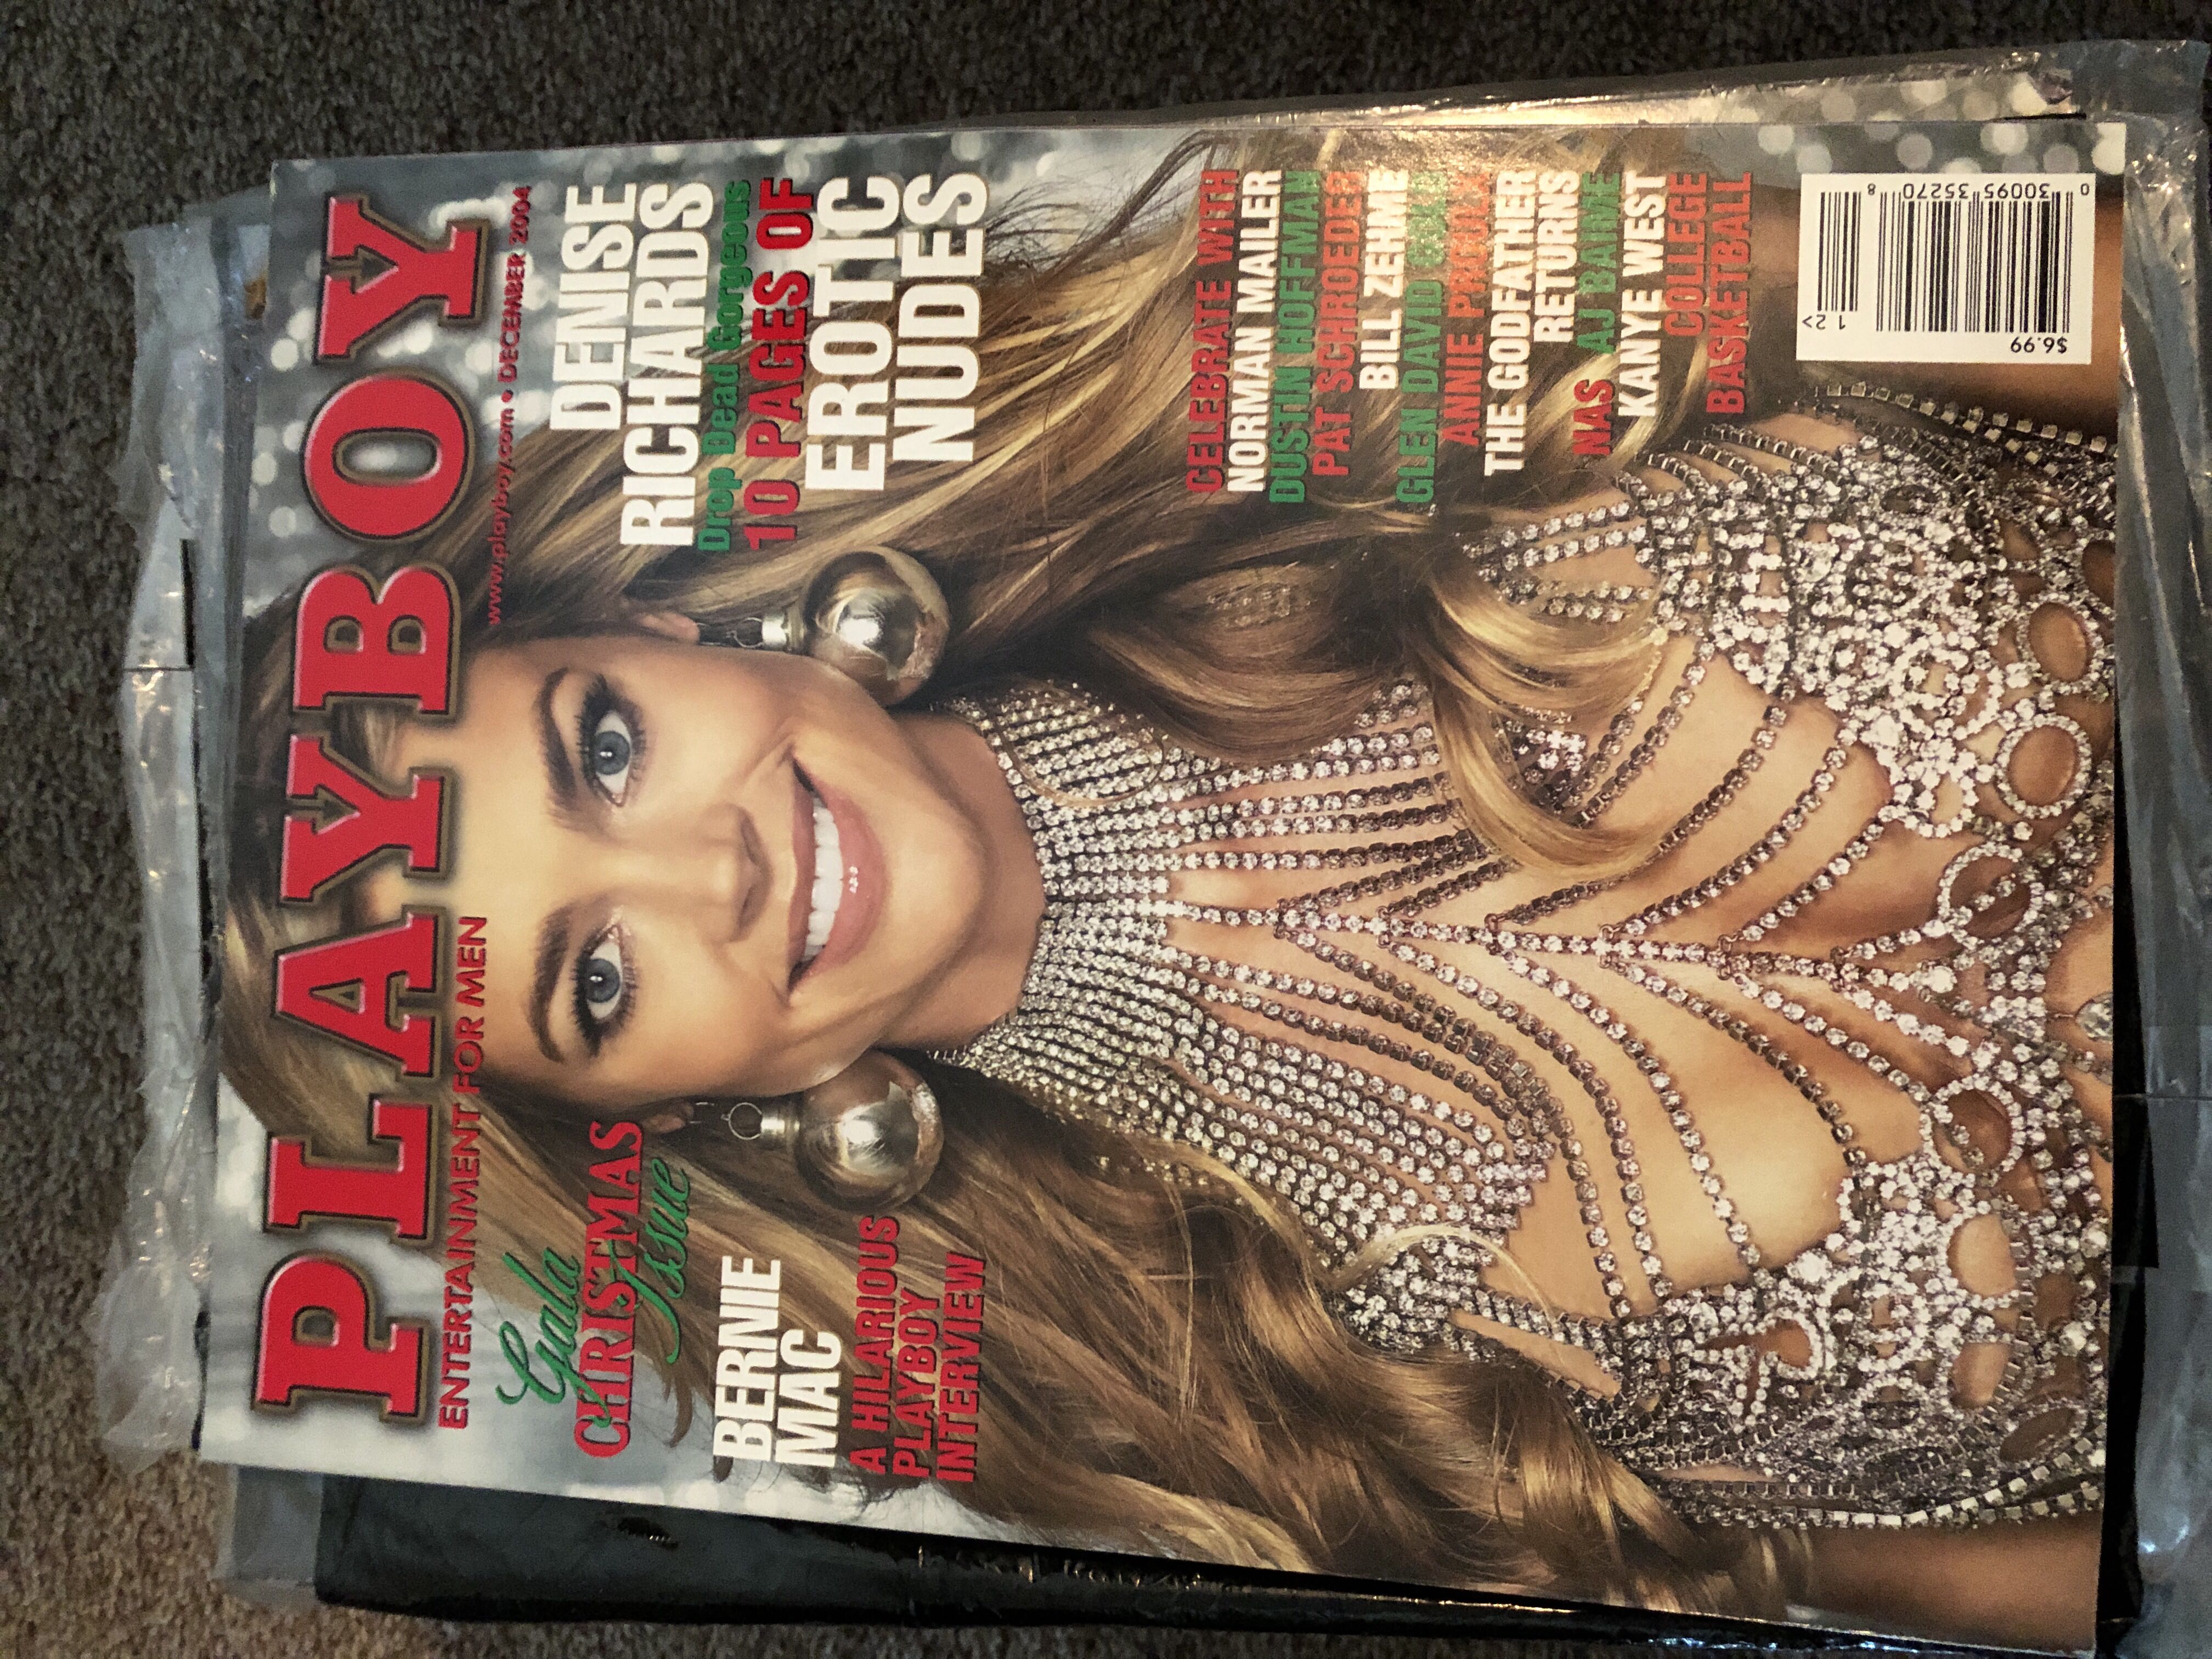 PLAYBOY
ENTERTAINMENT FOR MEN
www.playboy.com • DECEMBER 2004
Gala
CHRISTMAS
Issue
BERNIE
MAC
A HILARIOUS
PLAYBOY
INTERVIEW
DENISE
RICHARDS
Drop Dead Gorgeous
10 PAGES OF
EROTIC
NUDES
CELEBRATE WITH
NORMAN MAILER
DUSTIN HOFFMAN
PAT SCHROEDER
BILL ZEHME
GLEN DAVID GOLD
ANNIE PROULX
THE GODFATHER
RETURNS
NAS AJ BAIME
KANYE WEST
COLLEGE
BASKETBALL
$6.99
12>
0 30095 35270 8